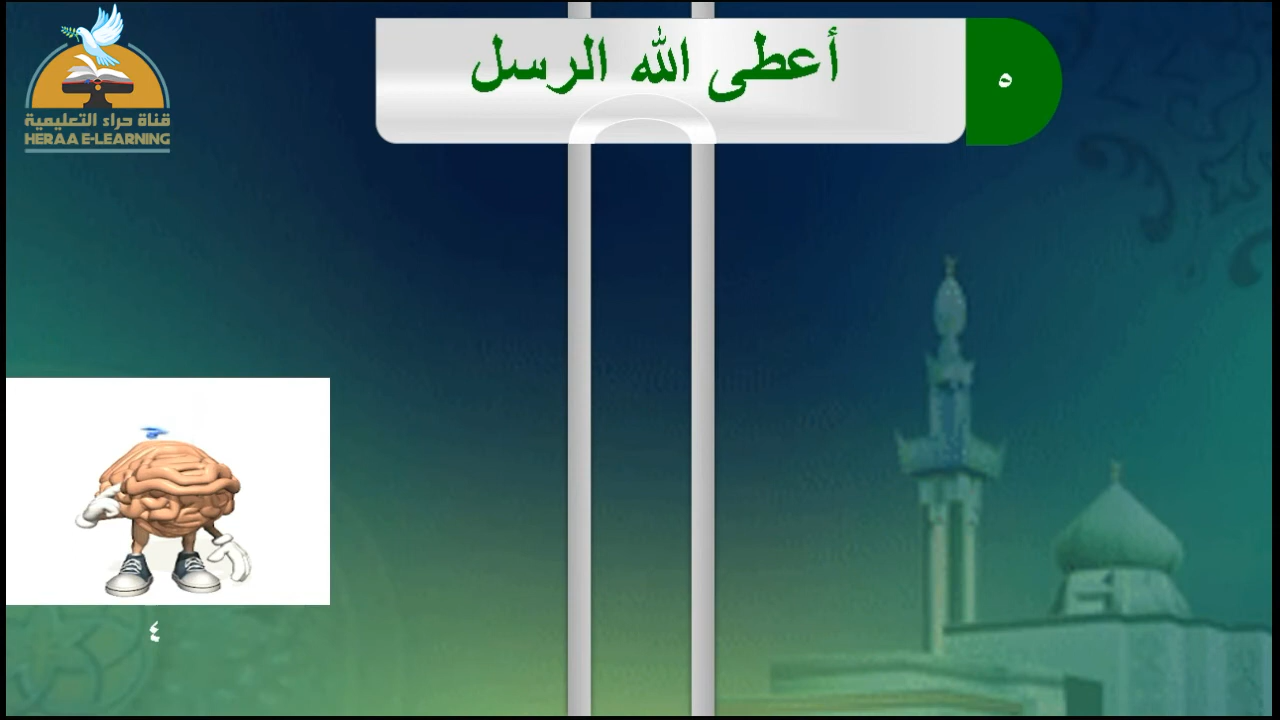 قناة حراء التعليمية
HERAA E-LEARNING
٥
أعطى الله الرسل
٤